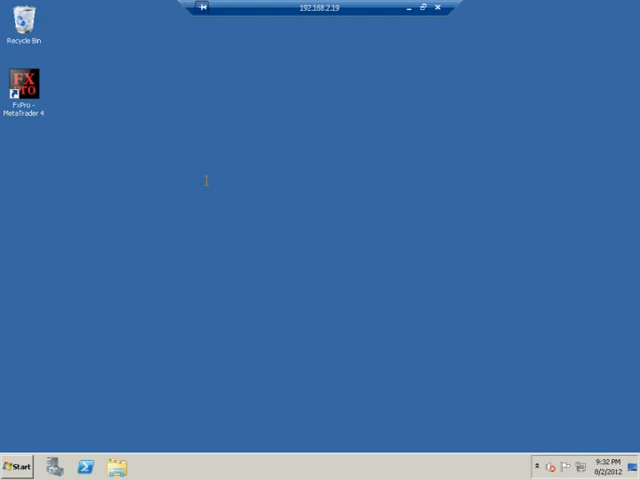 192.168.2.19
Recycle Bin
FX
Pro
FxPro -
MetaTrader 4
Start
9:32 PM
8/2/2012